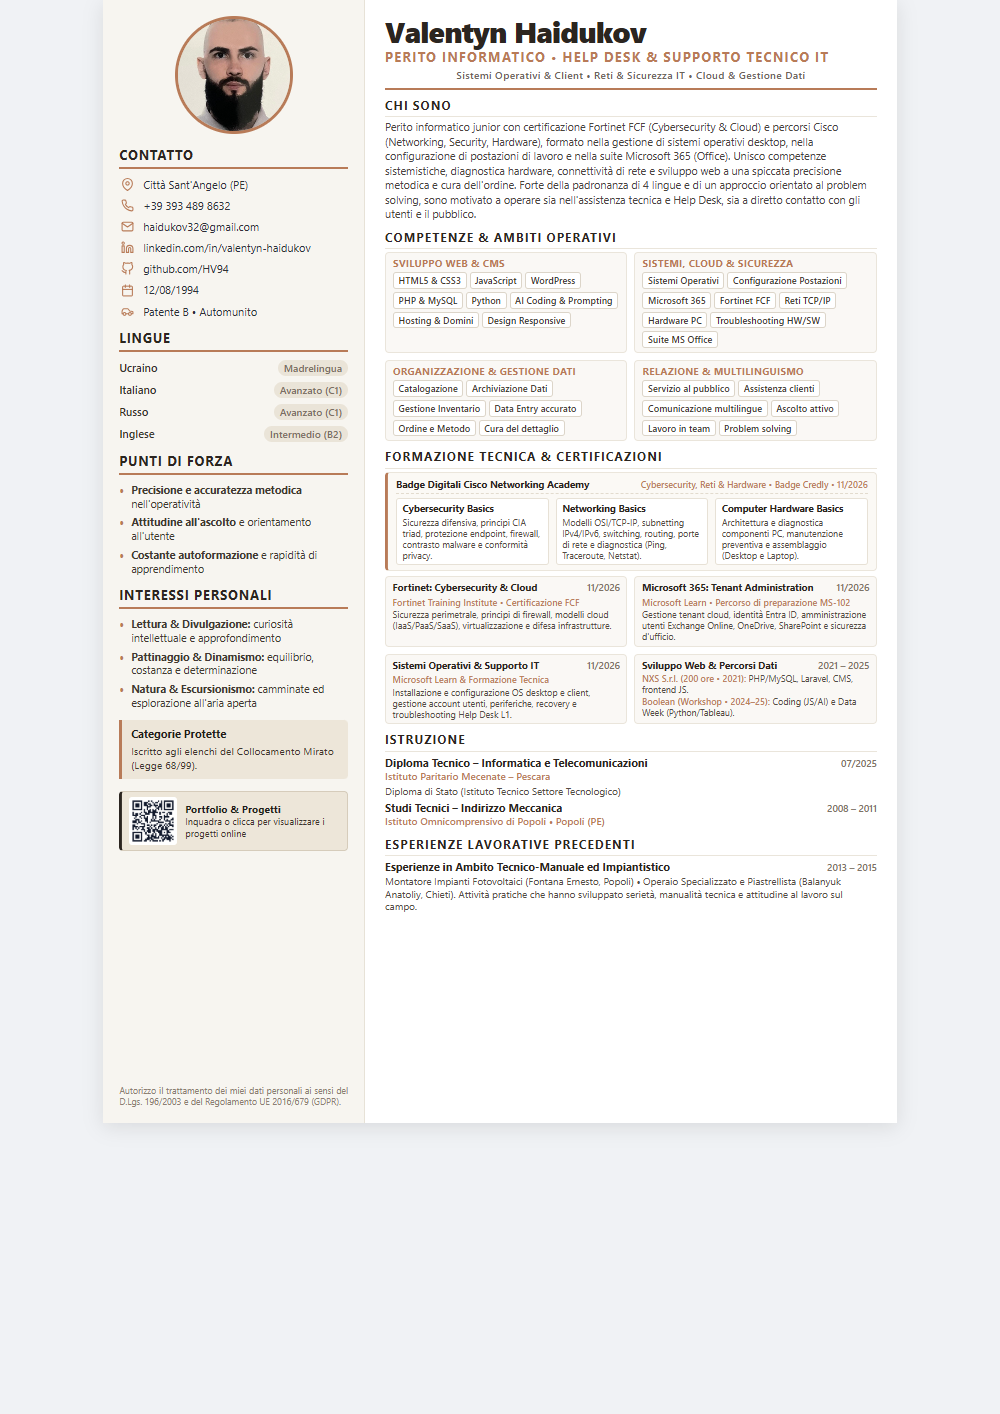 CONTATTO
Città Sant'Angelo (PE)
+39 393 489 8632
haidukov32@gmail.com
linkedin.com/in/valentyn-haidukov
github.com/HV94
12/08/1994
Patente B • Automunito
LINGUE
Ucraino Madrelingua
Italiano Avanzato (C1)
Russo Avanzato (C1)
Inglese Intermedio (B2)
PUNTI DI FORZA
• Precisione e accuratezza metodica
nell'operatività
• Attitudine all'ascolto e orientamento
all'utente
• Costante autoformazione e rapidità di
apprendimento
INTERESSI PERSONALI
• Lettura & Divulgazione: curiosità
intellettuale e approfondimento
• Pattinaggio & Dinamismo: equilibrio,
costanza e determinazione
• Natura & Escursionismo: camminate ed
esplorazione all'aria aperta
Categorie Protette
Iscritto agli elenchi del Collocamento Mirato
(Legge 68/99).
Portfolio & Progetti
Inquadra o clicca per visualizzare i
progetti online
Autorizzo il trattamento dei miei dati personali ai sensi del
D.Lgs. 196/2003 e del Regolamento UE 2016/679 (GDPR).
Valentyn Haidukov
PERITO INFORMATICO • HELP DESK & SUPPORTO TECNICO IT
Sistemi Operativi & Client • Reti & Sicurezza IT • Cloud & Gestione Dati
CHI SONO
Perito informatico junior con certificazione Fortinet FCF (Cybersecurity & Cloud) e percorsi Cisco
(Networking, Security, Hardware), formato nella gestione di sistemi operativi desktop, nella
configurazione di postazioni di lavoro e nella suite Microsoft 365 (Office). Unisco competenze
sistemistiche, diagnostica hardware, connettività di rete e sviluppo web a una spiccata precisione
metodica e cura dell'ordine. Forte della padronanza di 4 lingue e di un approccio orientato al problem
solving, sono motivato a operare sia nell'assistenza tecnica e Help Desk, sia a diretto contatto con gli
utenti e il pubblico.
COMPETENZE & AMBITI OPERATIVI
SVILUPPO WEB & CMS
HTML5 & CSS3 JavaScript WordPress
PHP & MySQL Python AI Coding & Prompting
Hosting & Domini Design Responsive
SISTEMI, CLOUD & SICUREZZA
Sistemi Operativi Configurazione Postazioni
Microsoft 365 Fortinet FCF Reti TCP/IP
Hardware PC Troubleshooting HW/SW
Suite MS Office
ORGANIZZAZIONE & GESTIONE DATI
Catalogazione Archiviazione Dati
Gestione Inventario Data Entry accurato
Ordine e Metodo Cura del dettaglio
RELAZIONE & MULTILINGUISMO
Servizio al pubblico Assistenza clienti
Comunicazione multilingue Ascolto attivo
Lavoro in team Problem solving
FORMAZIONE TECNICA & CERTIFICAZIONI
Badge Digitali Cisco Networking Academy Cybersecurity, Reti & Hardware • Badge Credly • 11/2026
Cybersecurity Basics
Sicurezza difensiva, principi CIA
triad, protezione endpoint, firewall,
contrasto malware e conformità
privacy.
Networking Basics
Modelli OSI/TCP-IP, subnetting
IPv4/IPv6, switching, routing, porte
di rete e diagnostica (Ping,
Traceroute, Netstat).
Computer Hardware Basics
Architettura e diagnostica
componenti PC, manutenzione
preventiva e assemblaggio
(Desktop e Laptop).
Fortinet: Cybersecurity & Cloud 11/2026
Fortinet Training Institute • Certificazione FCF
Sicurezza perimetrale, principi di firewall, modelli cloud
(IaaS/PaaS/SaaS), virtualizzazione e difesa infrastrutture.
Microsoft 365: Tenant Administration 11/2026
Microsoft Learn • Percorso di preparazione MS-102
Gestione tenant cloud, identità Entra ID, amministrazione
utenti Exchange Online, OneDrive, SharePoint e sicurezza
d'ufficio.
Sistemi Operativi & Supporto IT 11/2026
Microsoft Learn & Formazione Tecnica
Installazione e configurazione OS desktop e client,
gestione account utenti, periferiche, recovery e
troubleshooting Help Desk L1.
Sviluppo Web & Percorsi Dati 2021 – 2025
NXS S.r.l. (200 ore • 2021): PHP/MySQL, Laravel, CMS,
frontend JS.
Boolean (Workshop • 2024–25): Coding (JS/AI) e Data
Week (Python/Tableau).
ISTRUZIONE
Diploma Tecnico – Informatica e Telecomunicazioni 07/2025
Istituto Paritario Mecenate – Pescara
Diploma di Stato (Istituto Tecnico Settore Tecnologico)
Studi Tecnici – Indirizzo Meccanica 2008 – 2011
Istituto Omnicomprensivo di Popoli • Popoli (PE)
ESPERIENZE LAVORATIVE PRECEDENTI
Esperienze in Ambito Tecnico-Manuale ed Impiantistico 2013 – 2015
Montatore Impianti Fotovoltaici (Fontana Ernesto, Popoli) • Operaio Specializzato e Piastrellista (Balanyuk
Anatoliy, Chieti). Attività pratiche che hanno sviluppato serietà, manualità tecnica e attitudine al lavoro sul
campo.